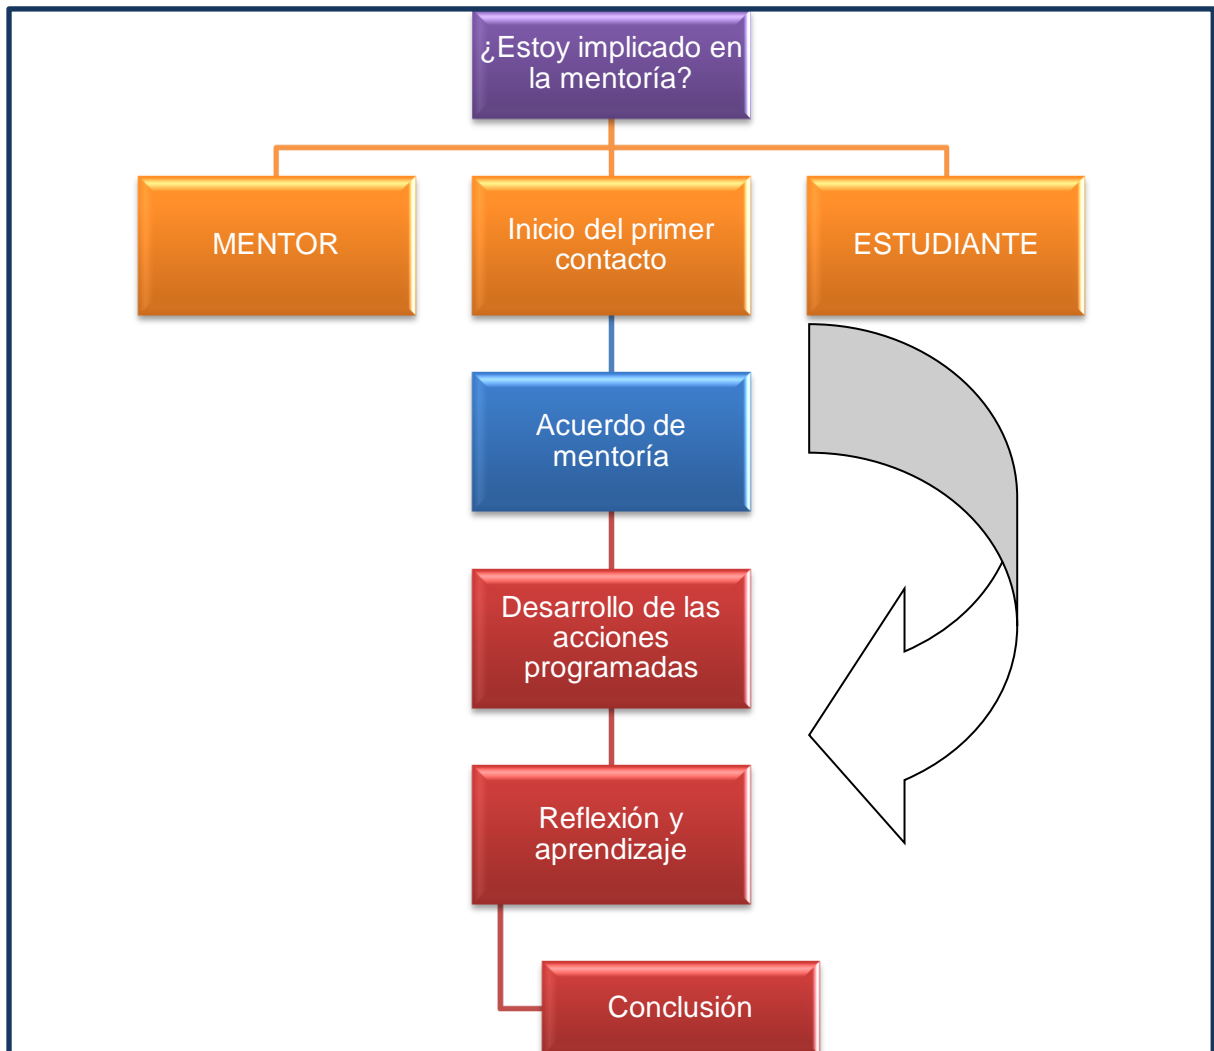 ¿Estoy implicado en
la mentoría?
MENTOR
Inicio del primer
contacto
ESTUDIANTE
Acuerdo de
mentoría
Desarrollo de las
acciones
programadas
Reflexión y
aprendizaje
Conclusión